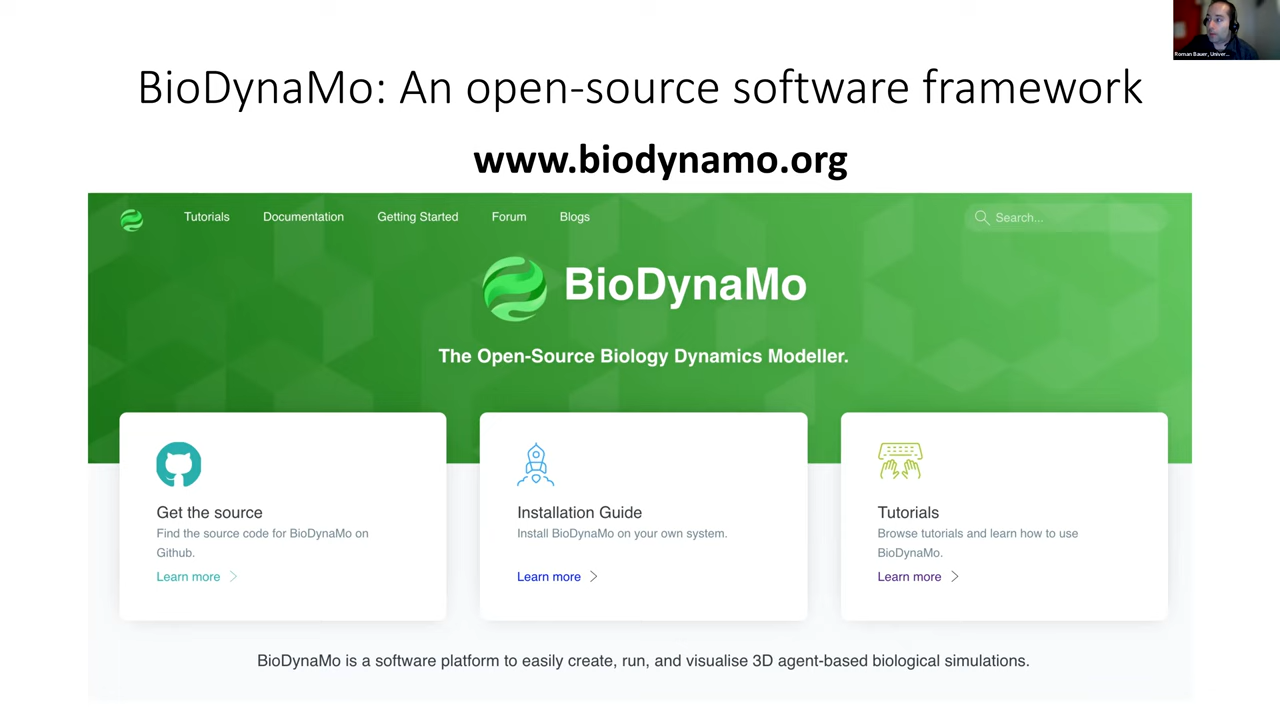 Roman Bauer, Univer...
BioDynaMo: An open-source software framework
www.biodynamo.org
Tutorials Documentation Getting Started Forum Blogs Search...
BioDynaMo
The Open-Source Biology Dynamics Modeller.
Get the source
Find the source code for BioDynaMo on
Github.
Learn more
Installation Guide
Install BioDynaMo on your own system.
Learn more
Tutorials
Browse tutorials and learn how to use
BioDynaMo.
Learn more
BioDynaMo is a software platform to easily create, run, and visualise 3D agent-based biological simulations.